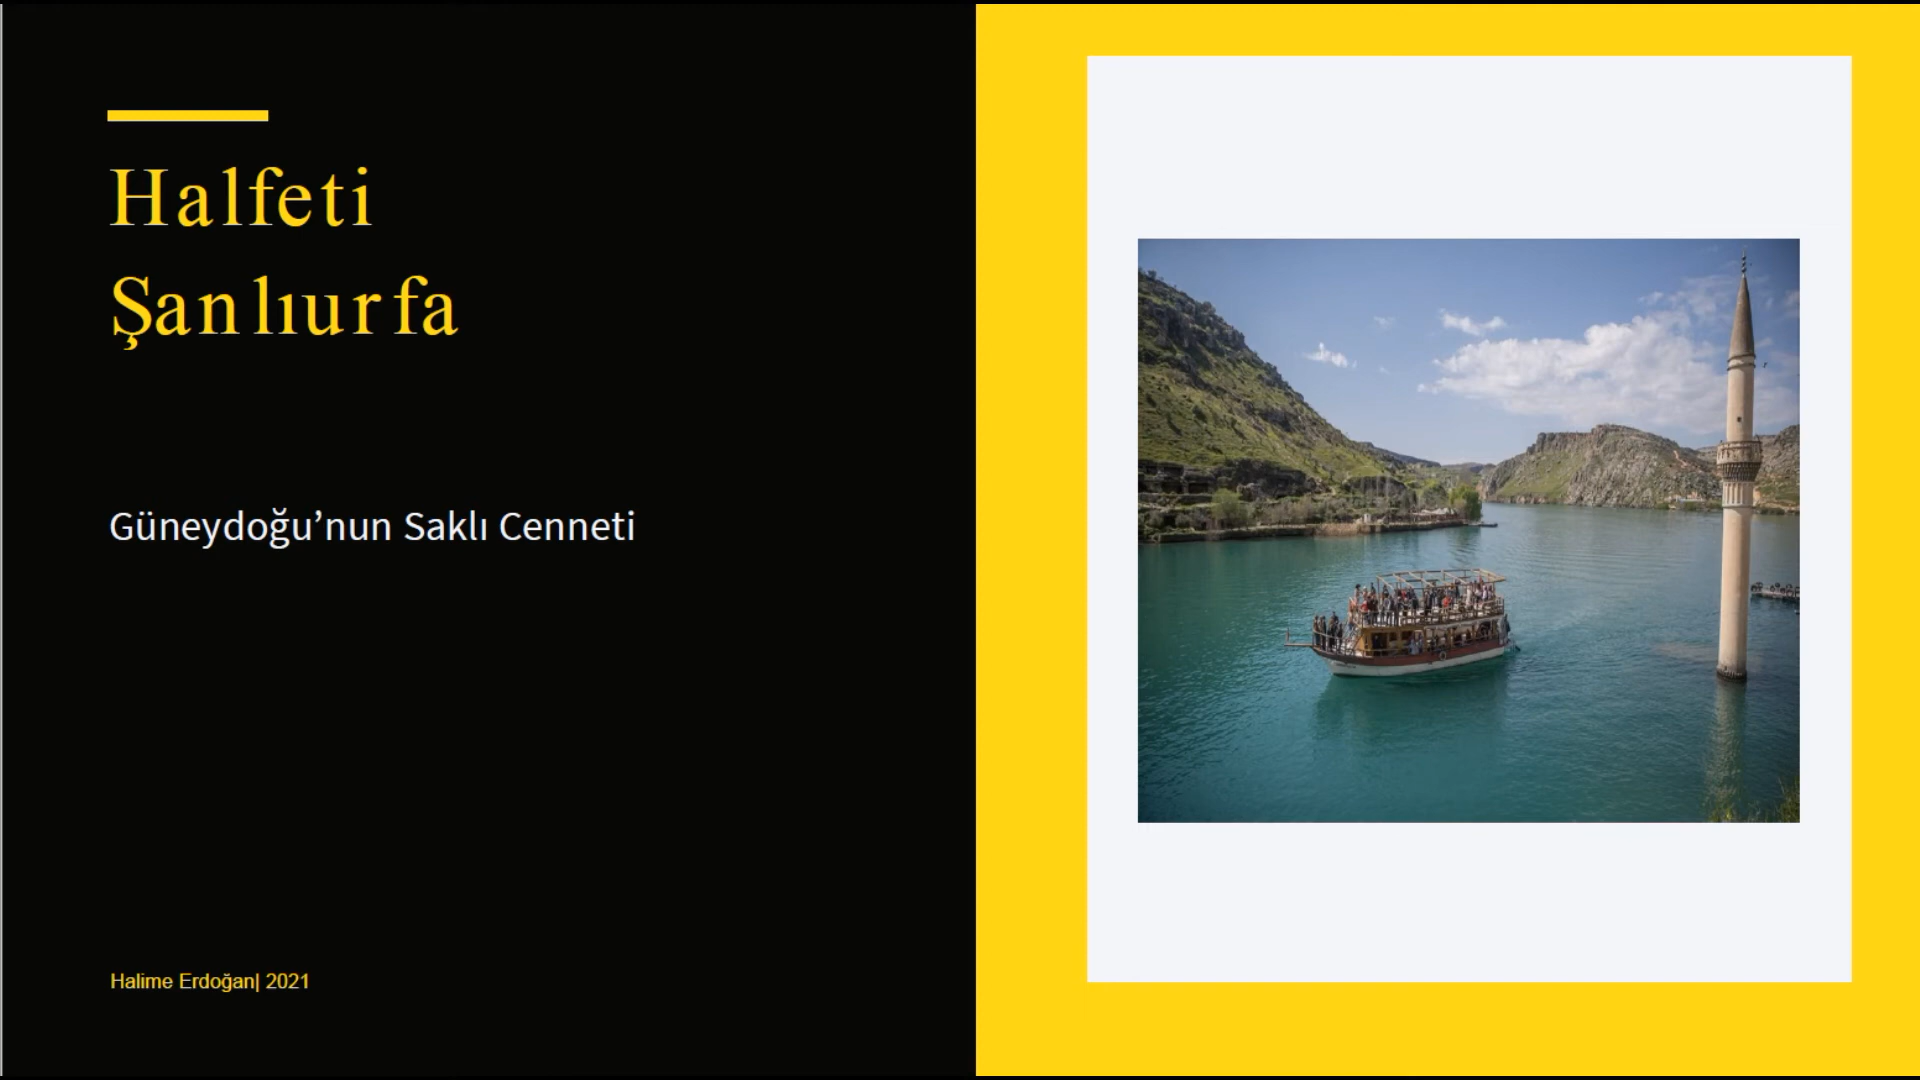 Halfeti
Şanlıurfa
Güneydoğu’nun Saklı Cenneti
Halime Erdoğan| 2021